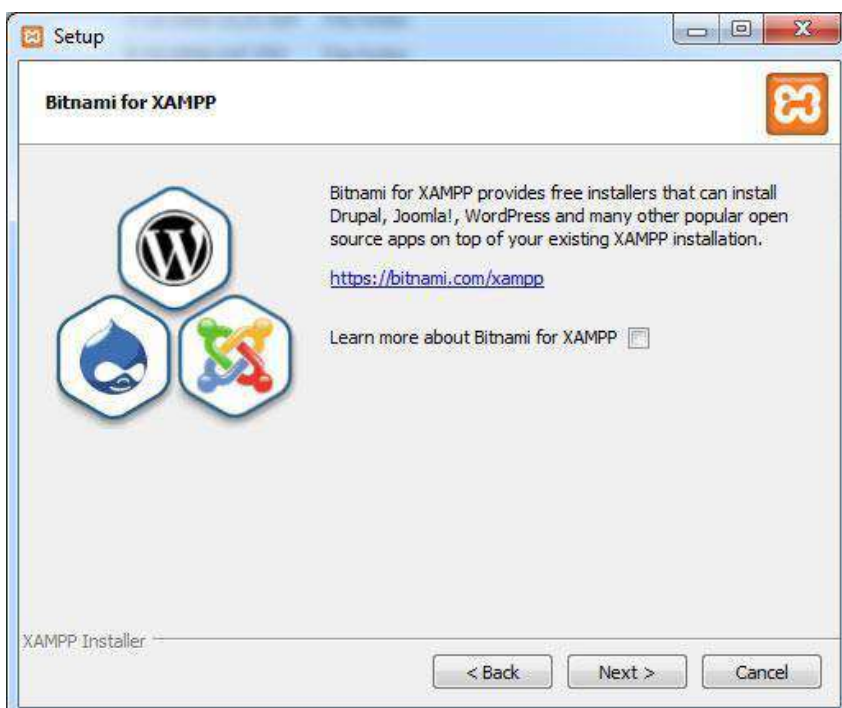 Setup
Bitnami for XAMPP
Bitnami for XAMPP provides free installers that can install
Drupal, Joomla!, WordPress and many other popular open
source apps on top of your existing XAMPP installation.
https://bitnami.com/xampp
Learn more about Bitnami for XAMPP
XAMPP Installer
< Back Next > Cancel